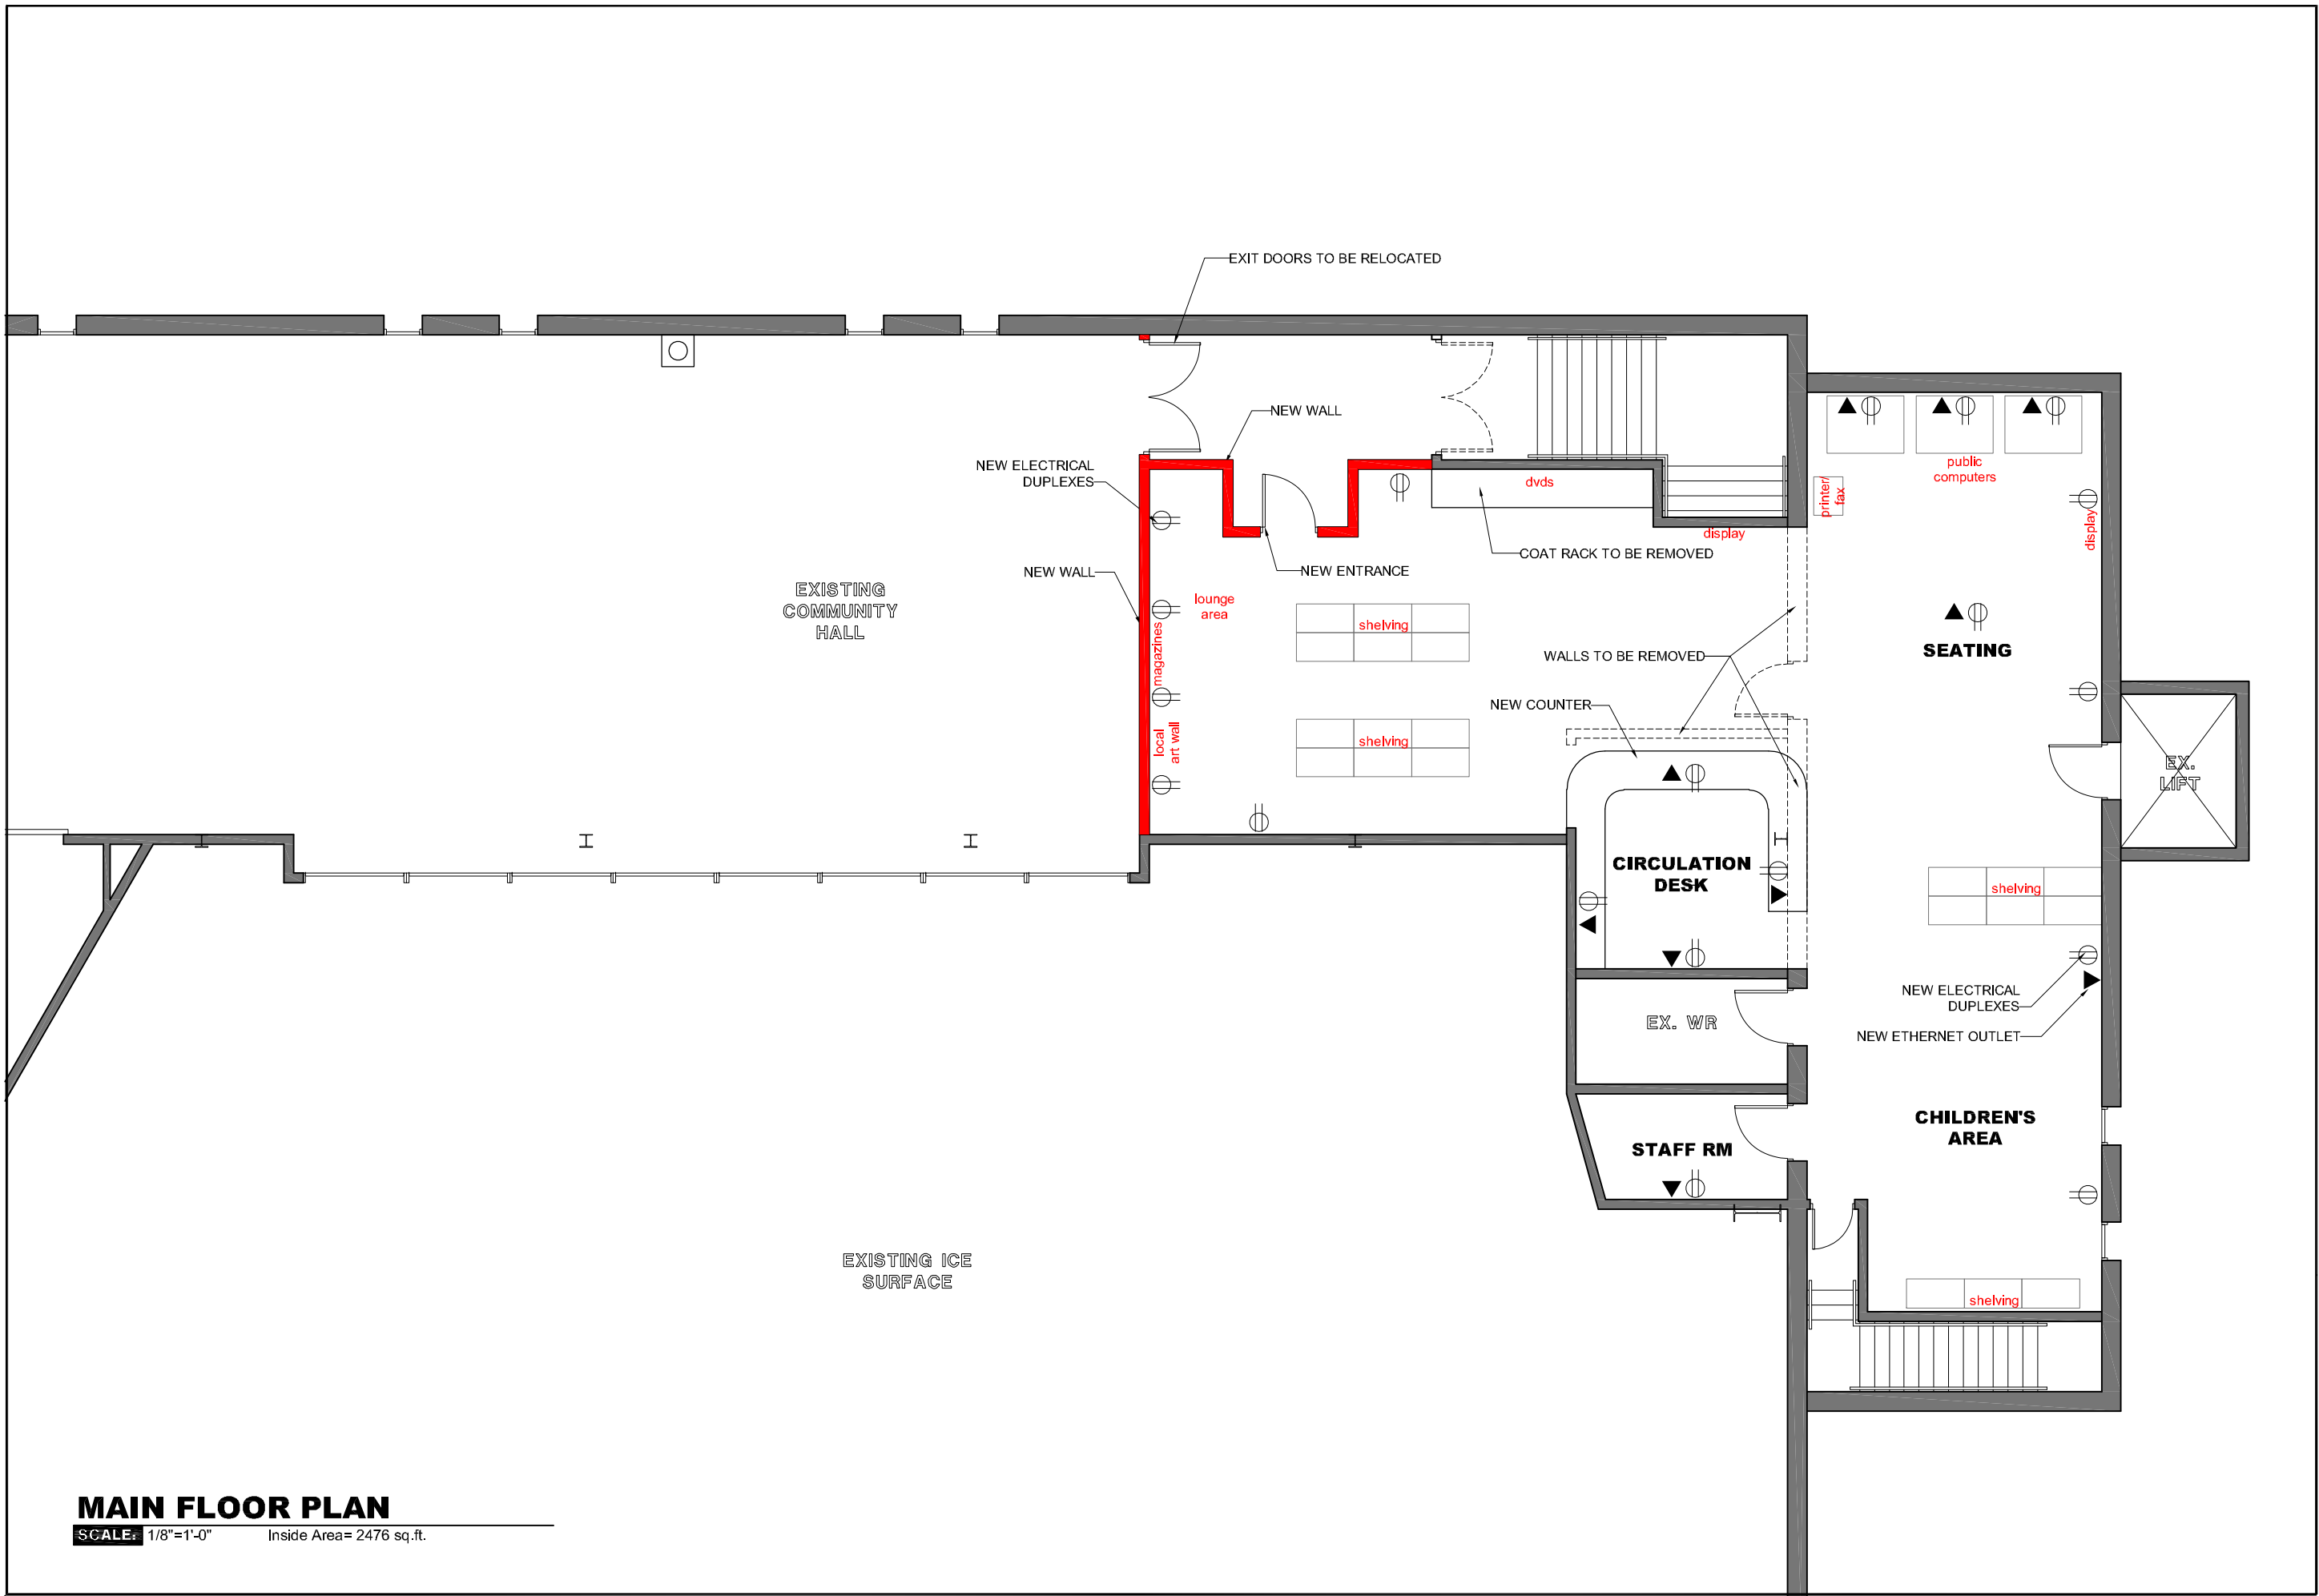 EXIT DOORS TO BE RELOCATED
NEW WALL
NEW ELECTRICAL
DUPLEXES
public
computers
dvds
printer/
fax
display
display
COAT RACK TO BE REMOVED
NEW WALL
NEW ENTRANCE
EXISTING
COMMUNITY
HALL
lounge
area
magazines
shelving
WALLS TO BE REMOVED
SEATING
NEW COUNTER
local
art wall
shelving
EX.
LIFT
CIRCULATION
DESK
shelving
NEW ELECTRICAL
DUPLEXES
NEW ETHERNET OUTLET
EX. WR
CHILDREN'S
AREA
STAFF RM
EXISTING ICE
SURFACE
shelving
MAIN FLOOR PLAN
SCALE: 1/8"=1'-0" Inside Area= 2476 sq.ft.